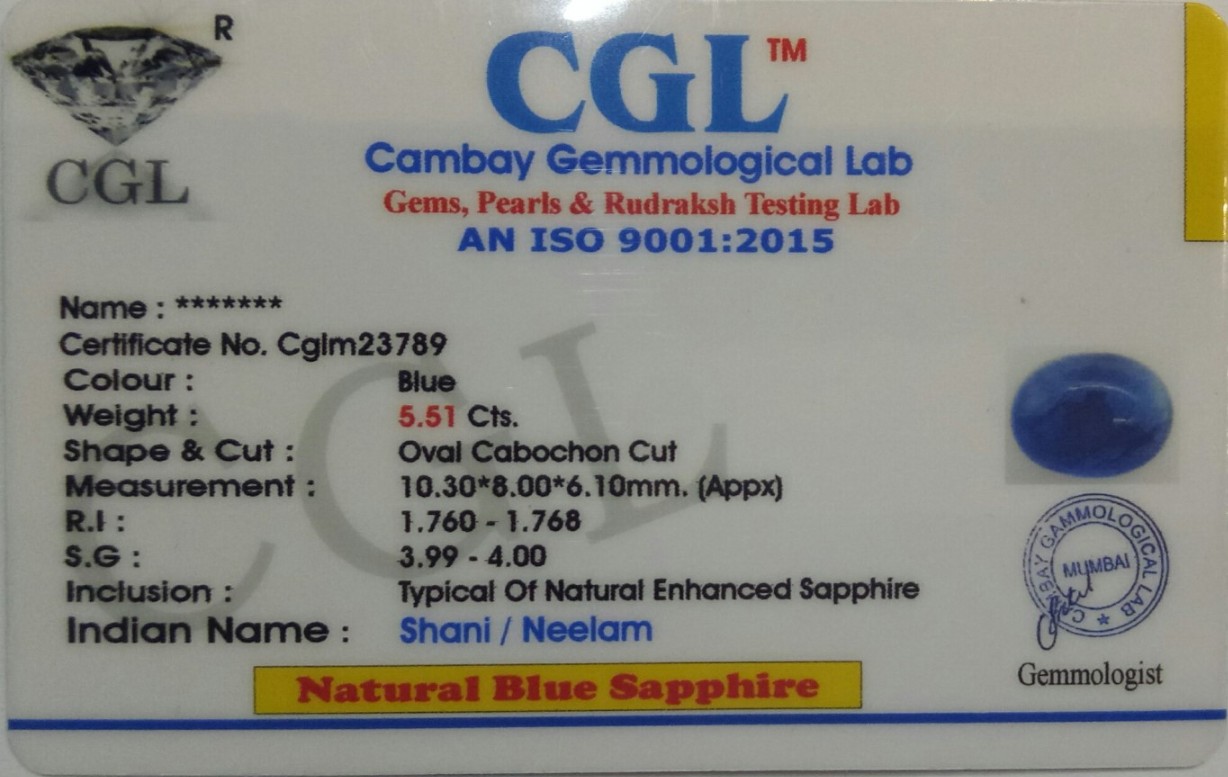 R
CGL
CGL™
Cambay Gemmological Lab
Gems, Pearls & Rudraksh Testing Lab
AN ISO 9001:2015
Name : *******
Certificate No. Cglm23789
Colour : Blue
Weight : 5.51 Cts.
Shape & Cut : Oval Cabochon Cut
Measurement : 10.30*8.00*6.10mm. (Appx)
R.I : 1.760 - 1.768
S.G : 3.99 - 4.00
Inclusion : Typical Of Natural Enhanced Sapphire
Indian Name : Shani / Neelam
CGL
CAMBAY GAMMOLOGICAL LAB *
MUMBAI
Gemmologist
Natural Blue Sapphire